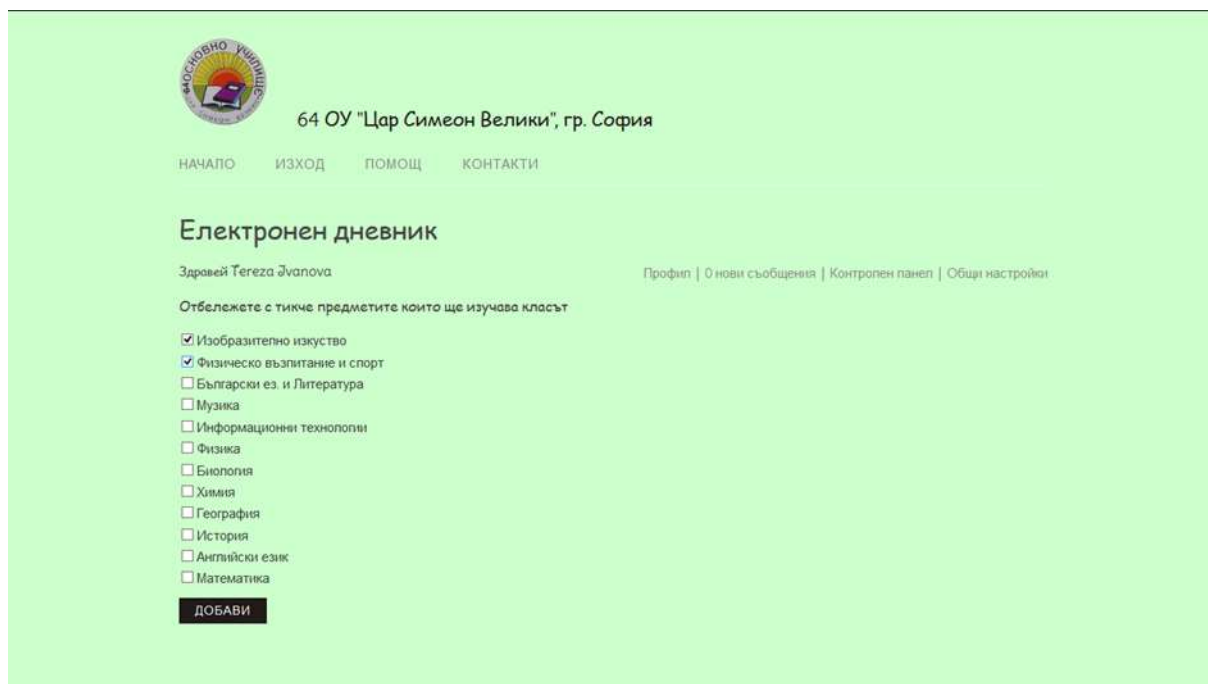 ОСНОВНО УЧИЛИЩЕ
64 ОУ "Цар Симеон Велики", гр. София
НАЧАЛО ИЗХОД ПОМОЩ КОНТАКТИ
Електронен дневник
Здравей Tereza Ivanova Профил | 0 нови съобщения | Контролен панел | Общи настройки
Отбележете с тикче предметите които ще изучава класът
Изобразително изкуство
Физическо възпитание и спорт
Български ез. и Литература
Музика
Информационни технологии
Физика
Биология
Химия
География
История
Английски език
Математика
ДОБАВИ